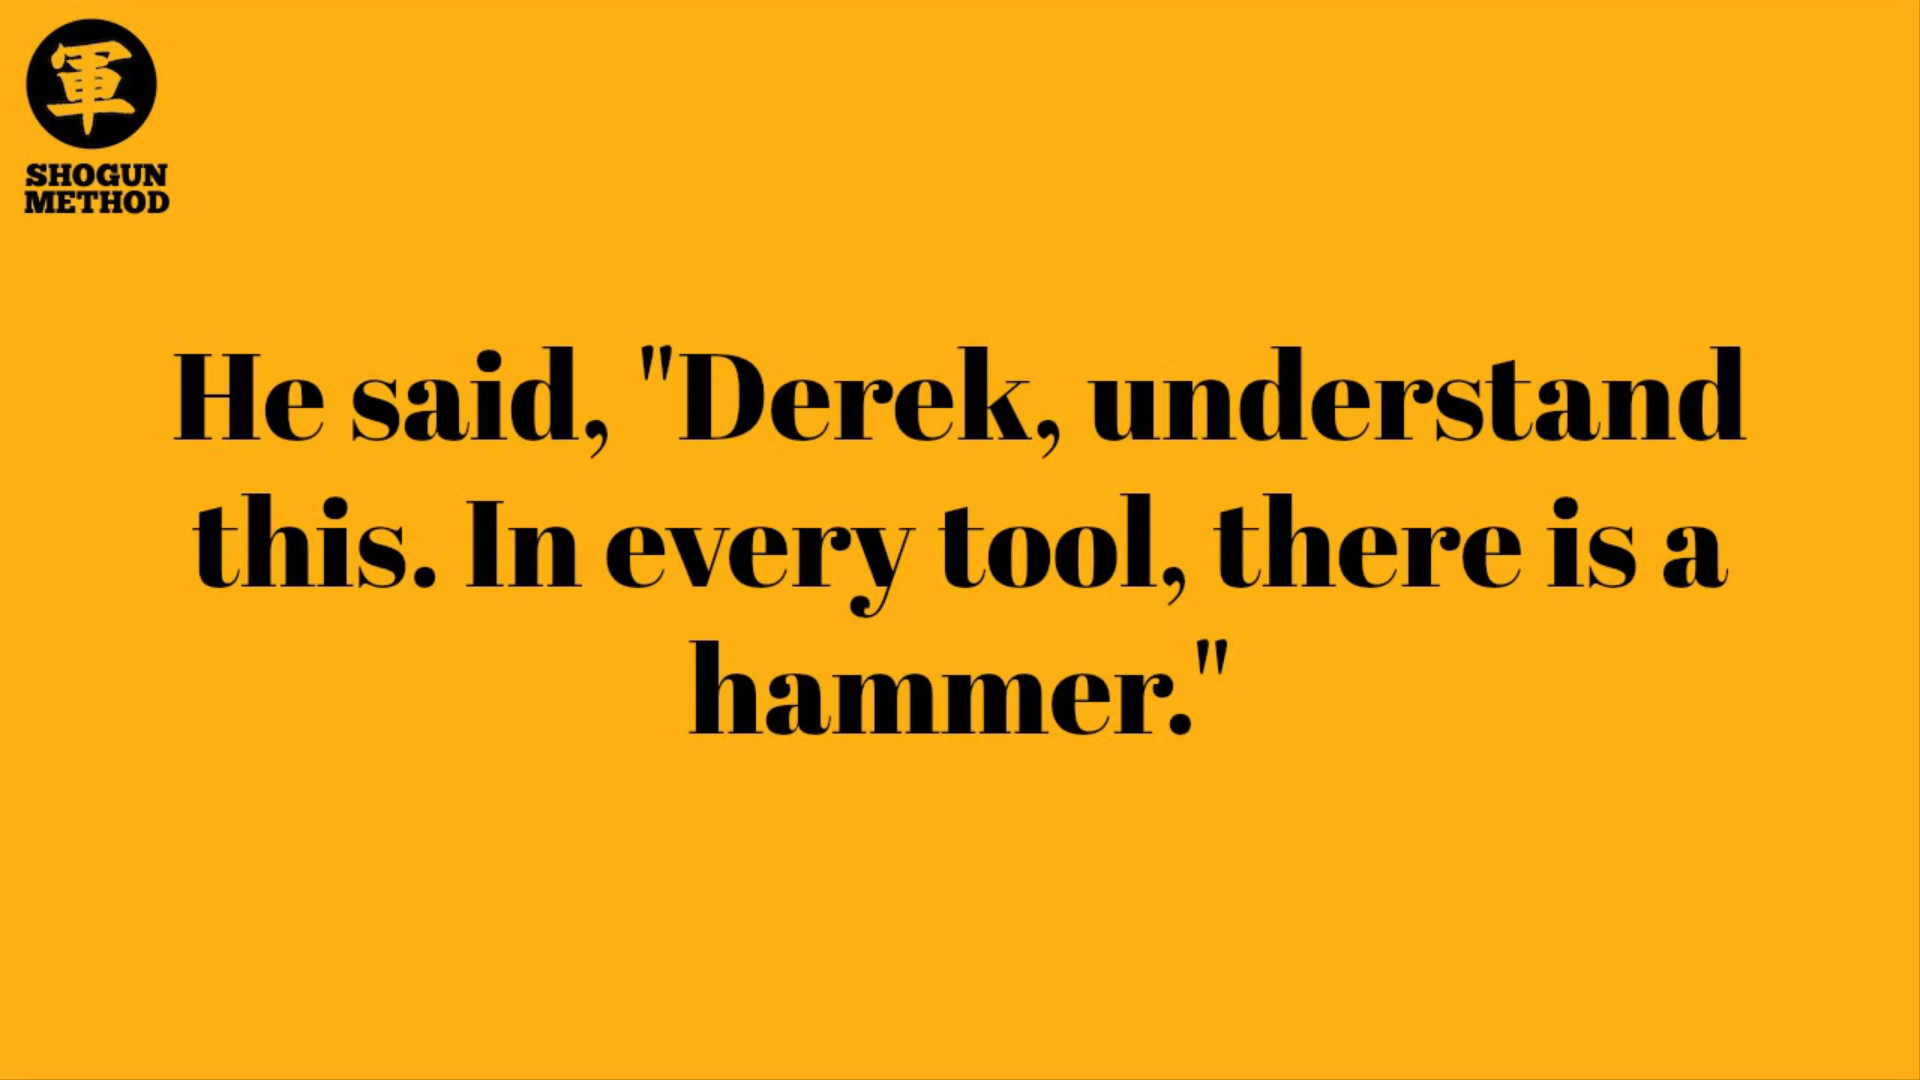 軍
SHOGUN
METHOD
He said, "Derek, understand
this. In every tool, there is a
hammer."